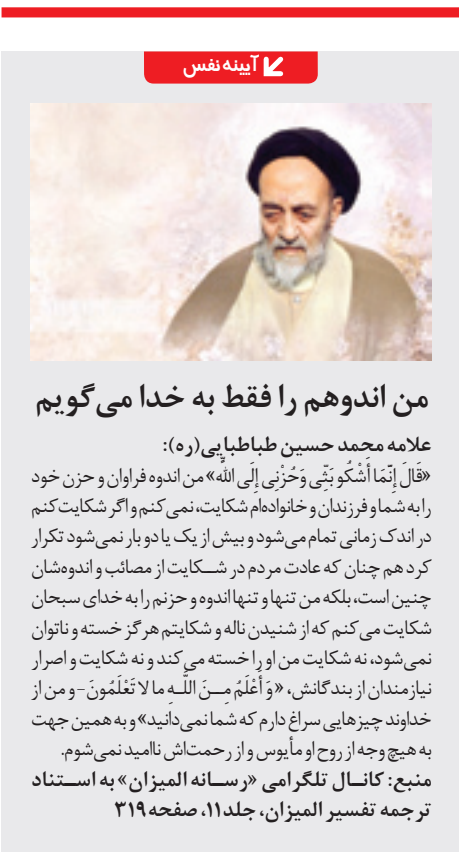 آیینه نفس
من اندوهم را فقط به خدا می‌گویم
علامه محمد حسین طباطبایی(ره):
«قَالَ إِنَّمَا أَشْكُو بَثِّی وَحُزْنِی إِلَی اللّٰه» من اندوه فراوان و حزن خود
را به شما و فرزندان و خانواده‌ام شکایت، نمی‌کنم و اگر شکایت کنم
در اندک زمانی تمام می‌شود و بیش از یک یا دو بار نمی‌شود تکرار
کرد هم چنان که عادت مردم در شکایت از مصائب و اندوه‌شان
چنین است، بلکه من تنها و تنها اندوه و حزنم را به خدای سبحان
شکایت می‌کنم که از شنیدن ناله و شکایتم هرگز خسته و ناتوان
نمی‌شود، نه شکایت من او را خسته می‌کند و نه شکایت و اصرار
نیازمندان از بندگانش، «وَ أَعْلَمُ مِنَ اللَّهِ ما لا تَعْلَمُونَ- و من از
خداوند چیزهایی سراغ دارم که شما نمی‌دانید» و به همین جهت
به هیچ وجه از روح او مأیوس و از رحمت‌اش ناامید نمی‌شوم.
منبع: کانال تلگرامی «رسانه المیزان» به استناد
ترجمه تفسیر المیزان، جلد۱۱، صفحه ۳۱۹